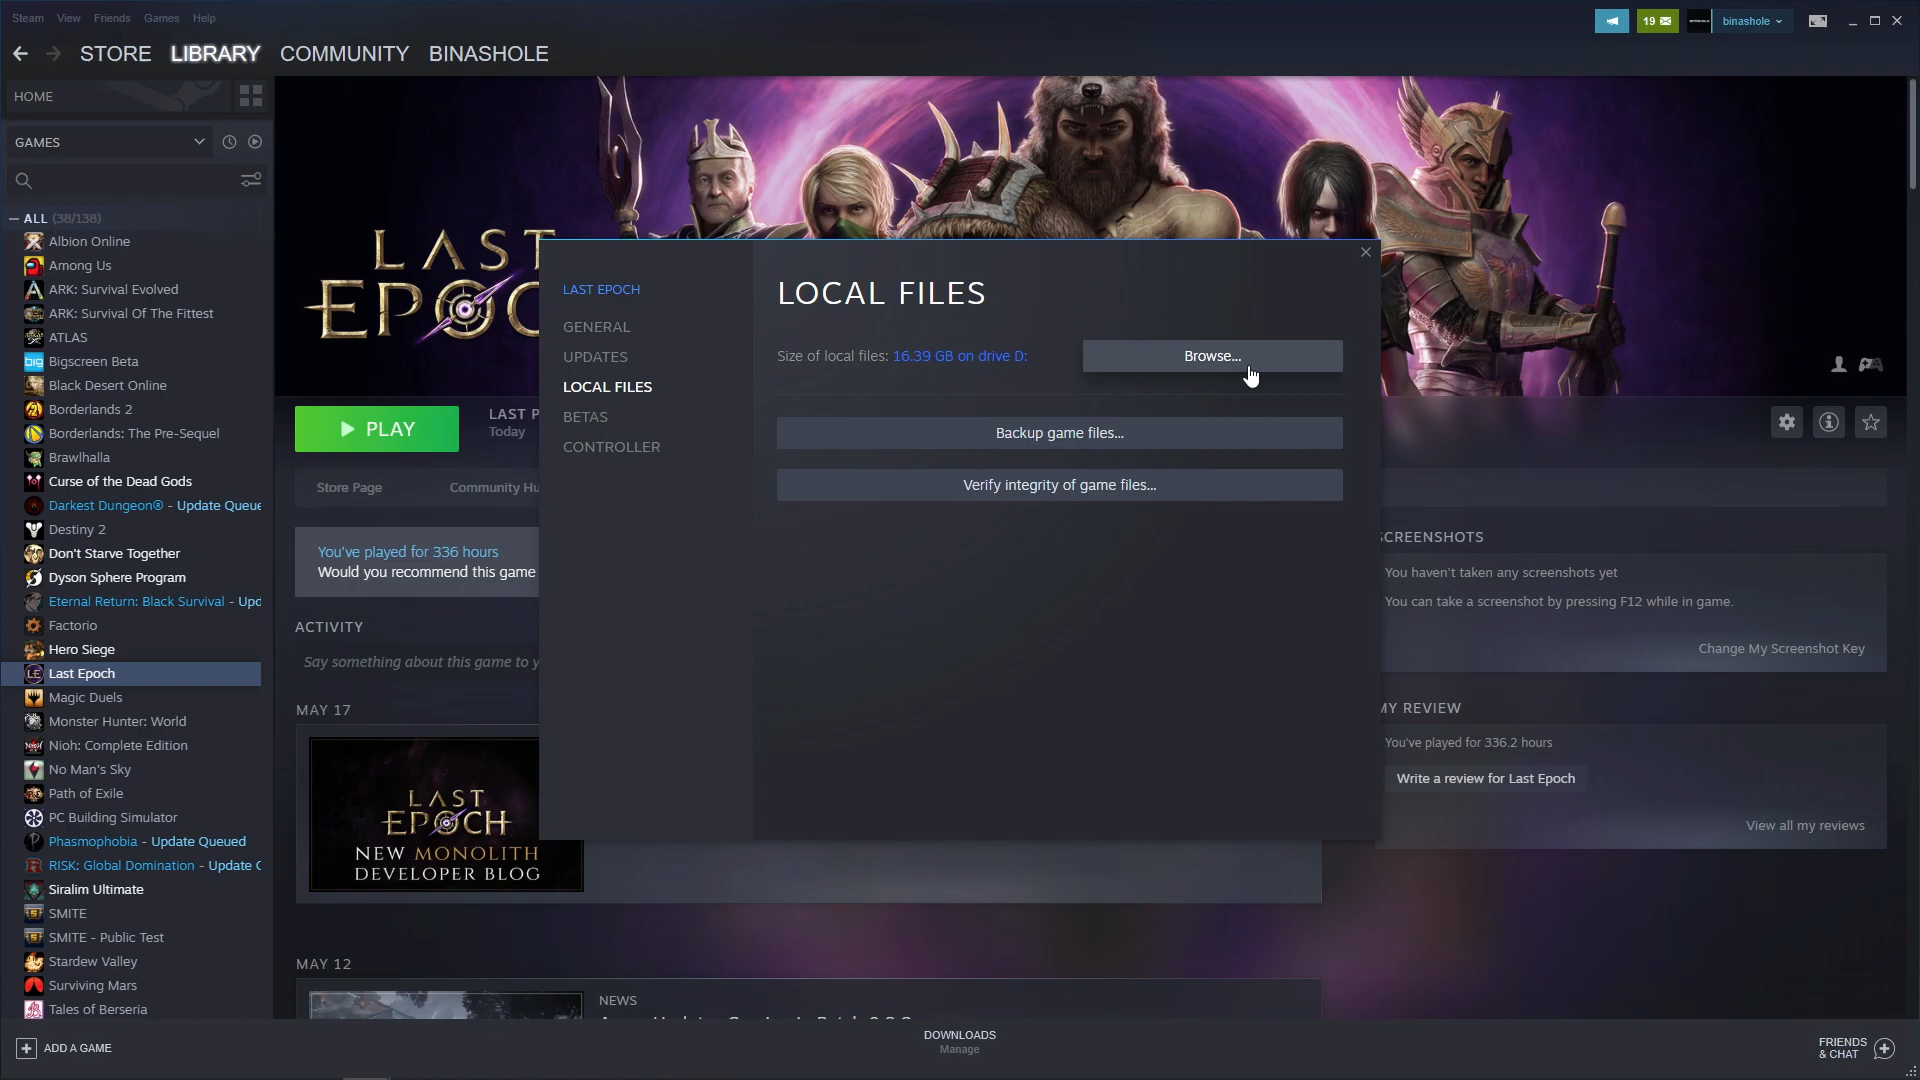 Steam View Friends Games Help
19
binashole
STORE LIBRARY COMMUNITY BINASHOLE
HOME
GAMES
ALL (38/138)
Albion Online
Among Us
ARK: Survival Evolved
ARK: Survival Of The Fittest
ATLAS
Bigscreen Beta
Black Desert Online
Borderlands 2
Borderlands: The Pre-Sequel
Brawlhalla
Curse of the Dead Gods
Darkest Dungeon® - Update Queue
Destiny 2
Don't Starve Together
Dyson Sphere Program
Eternal Return: Black Survival - Upd
Factorio
Hero Siege
Last Epoch
Magic Duels
Monster Hunter: World
Nioh: Complete Edition
No Man's Sky
Path of Exile
PC Building Simulator
Phasmophobia - Update Queued
RISK: Global Domination - Update Q
Siralim Ultimate
SMITE
SMITE - Public Test
Stardew Valley
Surviving Mars
Tales of Berseria
ADD A GAME
LAST
EPOC
PLAY
LAST P
Today
Store Page Community Hu
You've played for 336 hours
Would you recommend this game
ACTIVITY
Say something about this game to y
MAY 17
LAST
EPOCH
NEW MONOLITH
DEVELOPER BLOG
MAY 12
NEWS
LAST EPOCH
GENERAL
UPDATES
LOCAL FILES
BETAS
CONTROLLER
LOCAL FILES
Size of local files: 16.39 GB on drive D:
Browse...
Backup game files...
Verify integrity of game files...
SCREENSHOTS
You haven't taken any screenshots yet
You can take a screenshot by pressing F12 while in game.
Change My Screenshot Key
MY REVIEW
You've played for 336.2 hours
Write a review for Last Epoch
View all my reviews
DOWNLOADS
Manage
FRIENDS
& CHAT